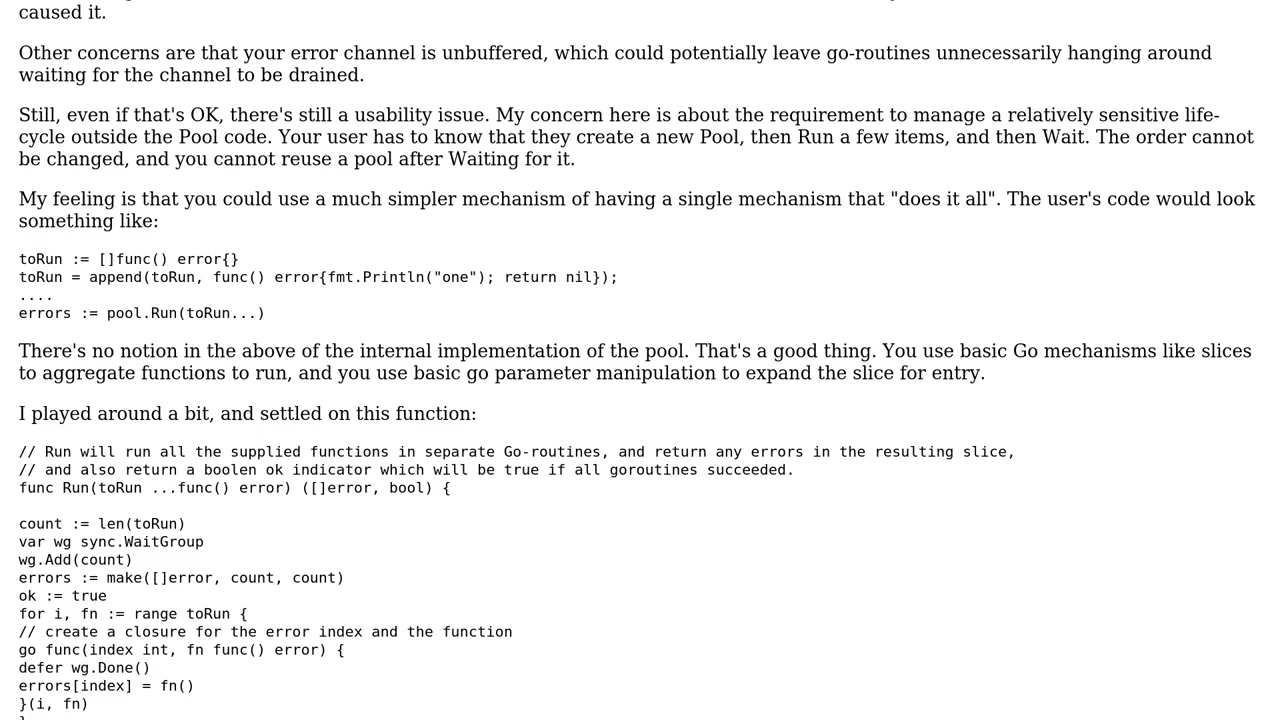 caused it.
Other concerns are that your error channel is unbuffered, which could potentially leave go-routines unnecessarily hanging around
waiting for the channel to be drained.
Still, even if that's OK, there's still a usability issue. My concern here is about the requirement to manage a relatively sensitive life-
cycle outside the Pool code. Your user has to know that they create a new Pool, then Run a few items, and then Wait. The order cannot
be changed, and you cannot reuse a pool after Waiting for it.
My feeling is that you could use a much simpler mechanism of having a single mechanism that "does it all". The user's code would look
something like:
toRun := []func() error{}
toRun = append(toRun, func() error{fmt.Println("one"); return nil});
....
errors := pool.Run(toRun...)
There's no notion in the above of the internal implementation of the pool. That's a good thing. You use basic Go mechanisms like slices
to aggregate functions to run, and you use basic go parameter manipulation to expand the slice for entry.
I played around a bit, and settled on this function:
// Run will run all the supplied functions in separate Go-routines, and return any errors in the resulting slice,
// and also return a boolen ok indicator which will be true if all goroutines succeeded.
func Run(toRun ...func() error) ([]error, bool) {
count := len(toRun)
var wg sync.WaitGroup
wg.Add(count)
errors := make([]error, count, count)
ok := true
for i, fn := range toRun {
// create a closure for the error index and the function
go func(index int, fn func() error) {
defer wg.Done()
errors[index] = fn()
}(i, fn)